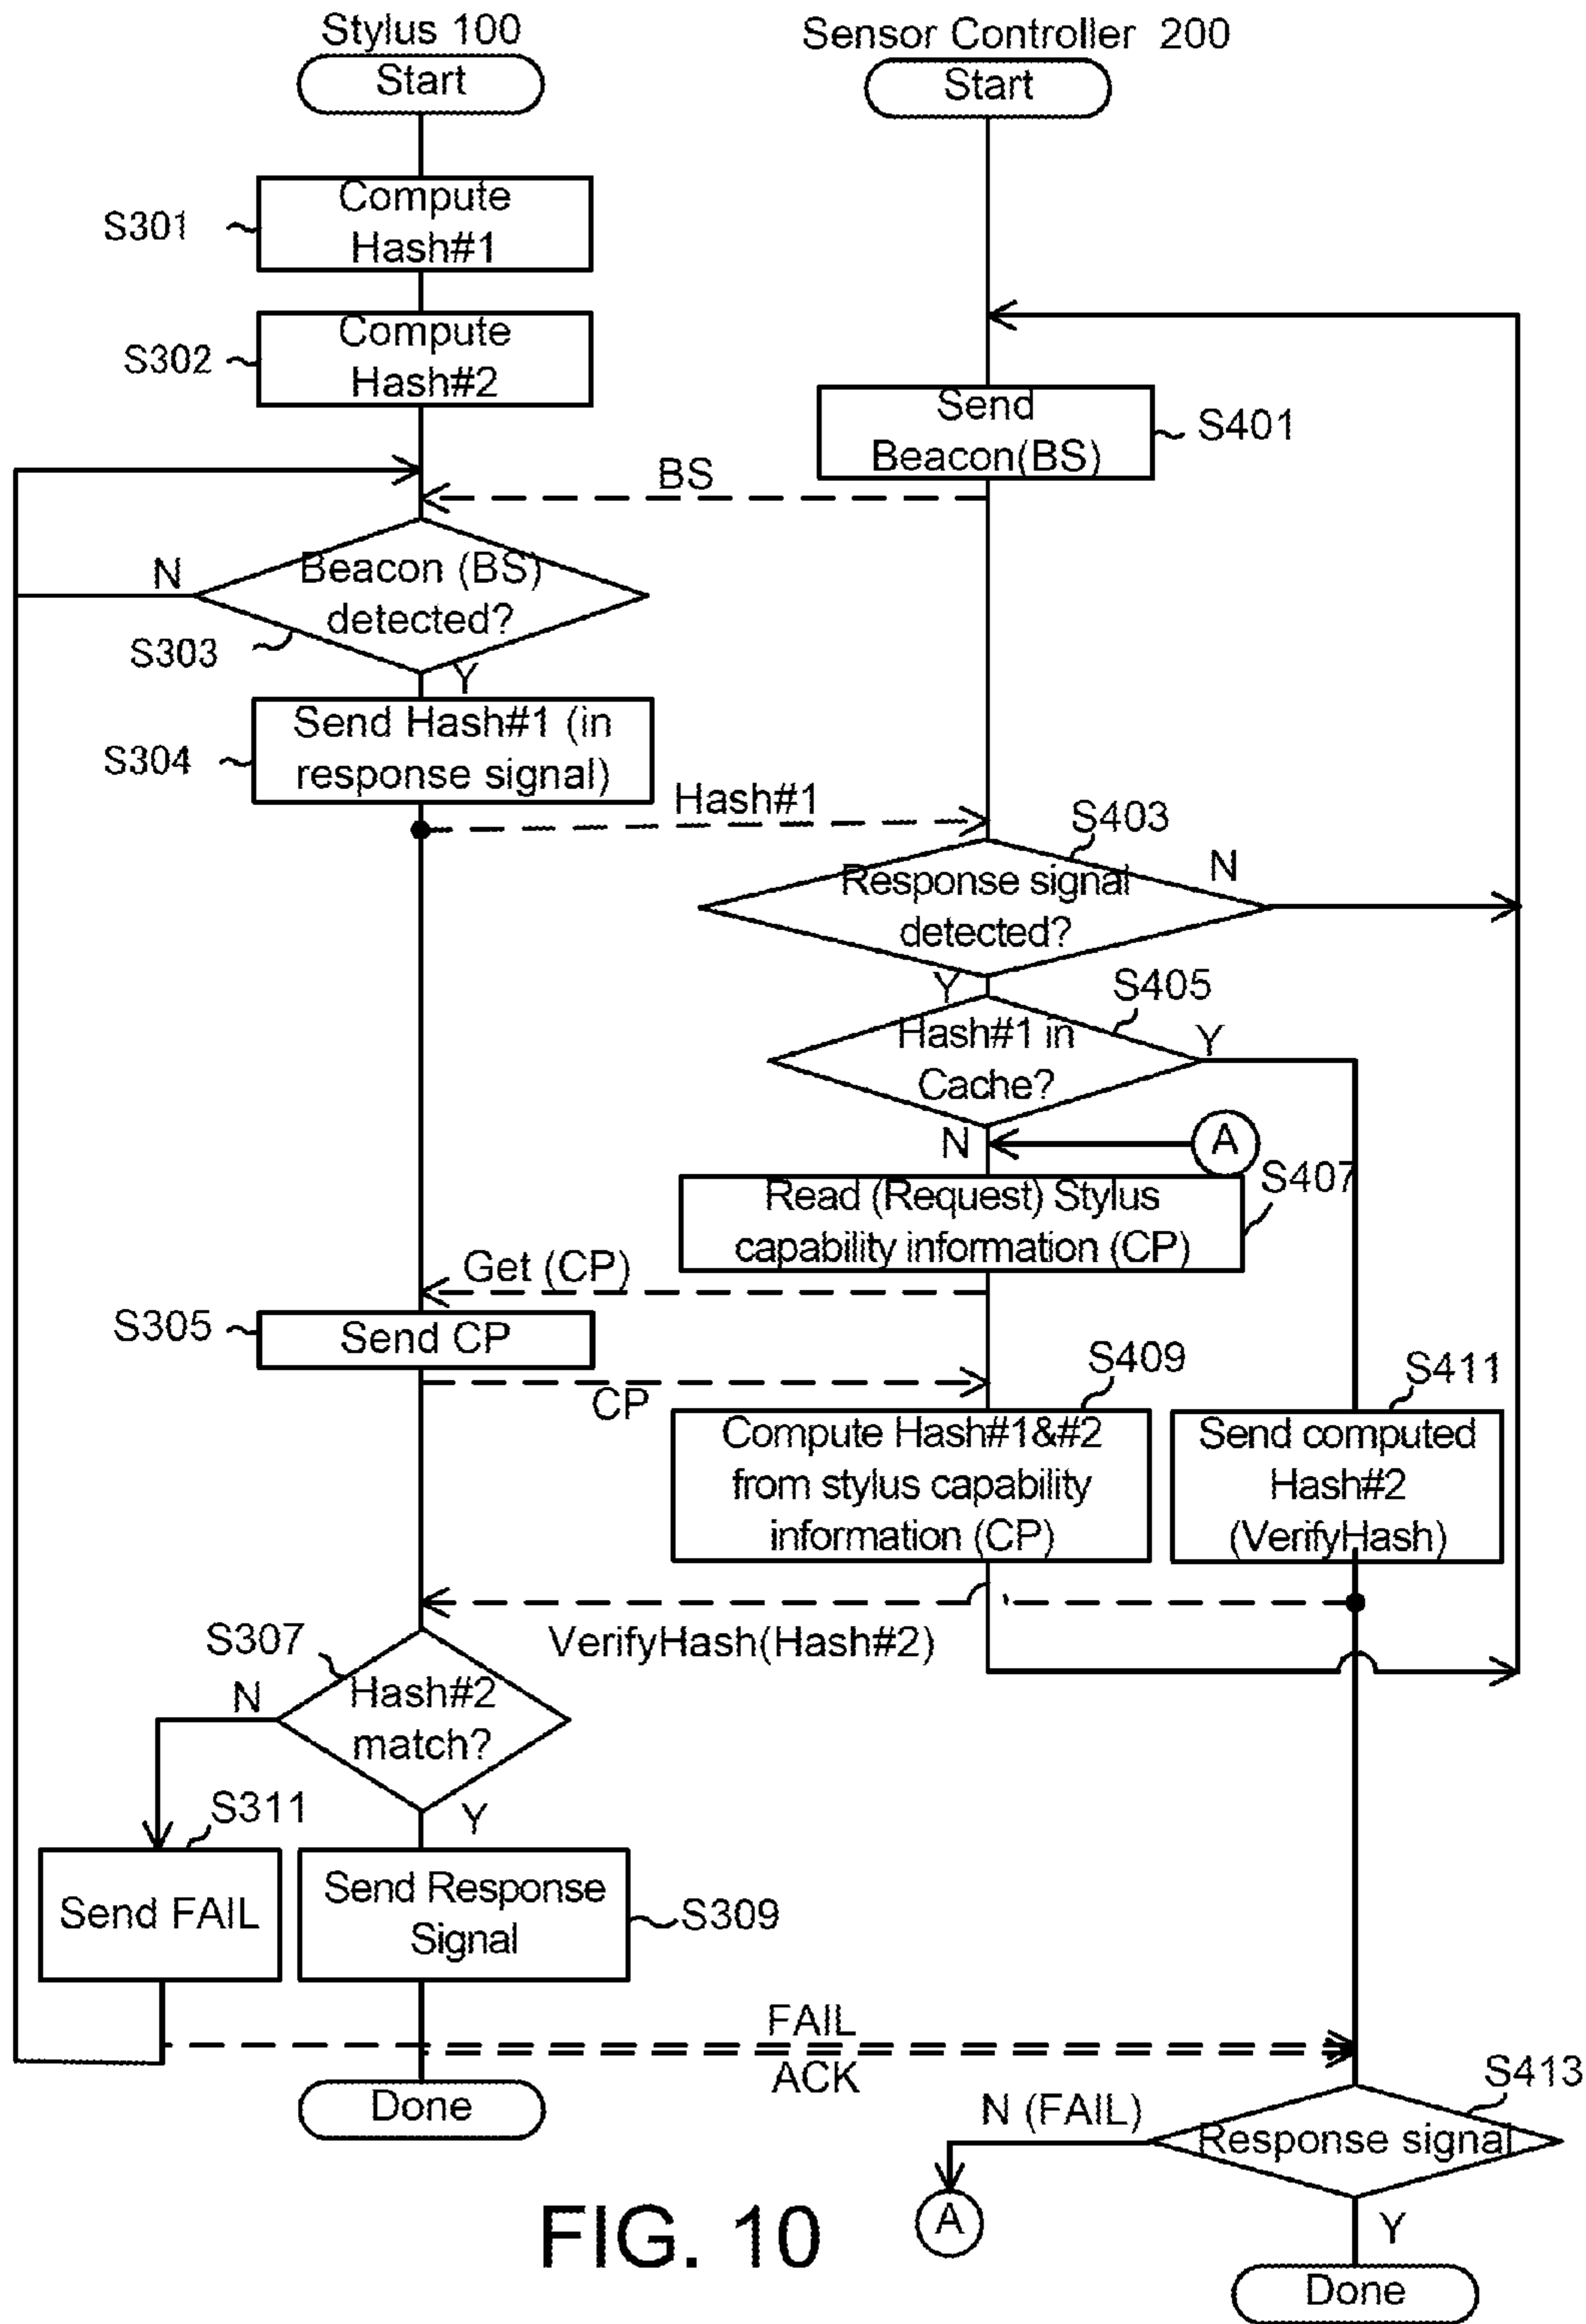 Stylus 100
Sensor Controller 200
Start
Start
S301
Compute
Hash#1
S302
Compute
Hash#2
Send
Beacon(BS)
S401
BS
N
Beacon (BS)
detected?
S303
Y
Send Hash#1 (in
response signal)
S304
Hash#1
S403
Response signal
detected?
N
Y
S405
Hash#1 in
Cache?
Y
N
A
S407
Read (Request) Stylus
capability information (CP)
Get (CP)
S305
Send CP
CP
S409
S411
Compute Hash#1&#2
from stylus capability
information (CP)
Send computed
Hash#2
(VerifyHash)
VerifyHash(Hash#2)
S307
N
Hash#2
match?
Y
S311
Send FAIL
Send Response
Signal
S309
FAIL
ACK
Done
S413
N (FAIL)
Response signal
A
Y
Done
FIG. 10